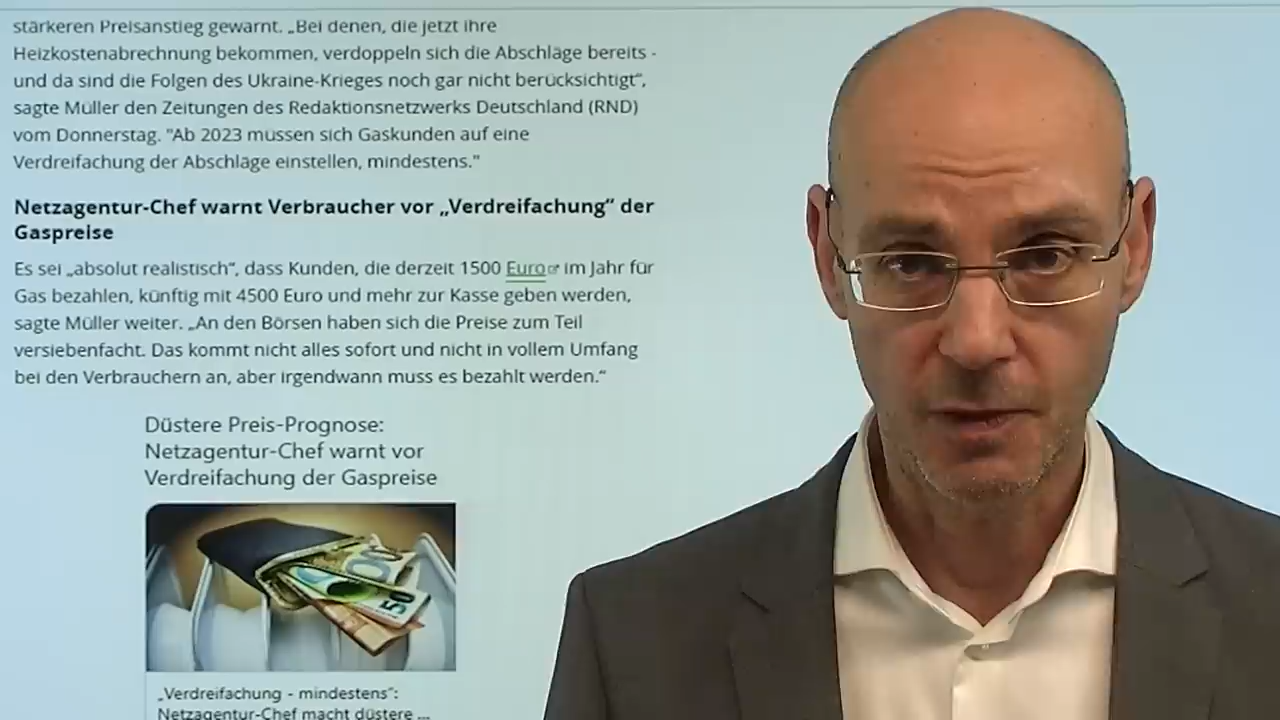 stärkeren Preisanstieg gewarnt. „Bei denen, die jetzt ihre
Heizkostenabrechnung bekommen, verdoppeln sich die Abschläge bereits -
und da sind die Folgen des Ukraine-Krieges noch gar nicht berücksichtigt“,
sagte Müller den Zeitungen des Redaktionsnetzwerks Deutschland (RND)
vom Donnerstag. "Ab 2023 müssen sich Gaskunden auf eine
Verdreifachung der Abschläge einstellen, mindestens."
Netzagentur-Chef warnt Verbraucher vor „Verdreifachung“ der
Gaspreise
Es sei „absolut realistisch“, dass Kunden, die derzeit 1500 Euro im Jahr für
Gas bezahlen, künftig mit 4500 Euro und mehr zur Kasse geben werden,
sagte Müller weiter. „An den Börsen haben sich die Preise zum Teil
versiebenfacht. Das kommt nicht alles sofort und nicht in vollem Umfang
bei den Verbrauchern an, aber irgendwann muss es bezahlt werden.“
Düstere Preis-Prognose:
Netzagentur-Chef warnt vor
Verdreifachung der Gaspreise
50
„Verdreifachung - mindestens“:
Netzagentur-Chef macht düstere ...